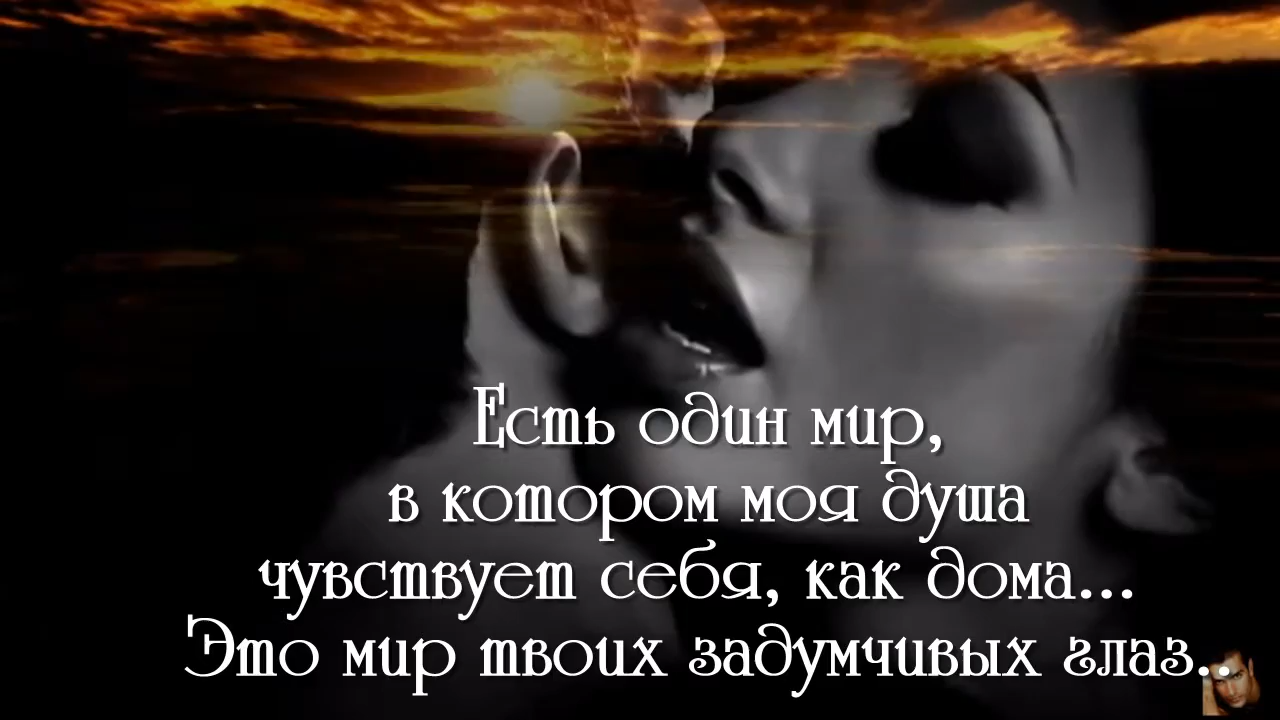 Есть один мир,
в котором моя душа
чувствует себя, как дома...
Это мир твоих задумчивых глаз..